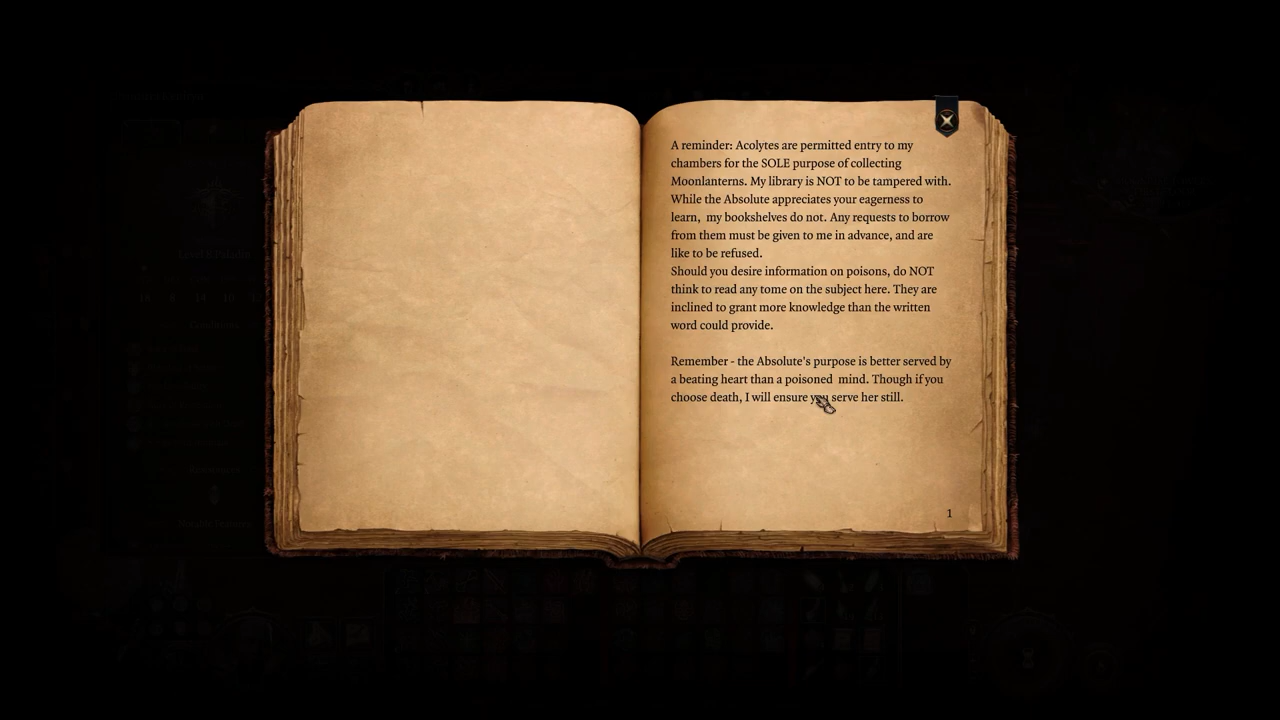 A reminder: Acolytes are permitted entry to my
chambers for the SOLE purpose of collecting
Moonlanterns. My library is NOT to be tampered with.
While the Absolute appreciates your eagerness to
learn,  my bookshelves do not. Any requests to borrow
from them must be given to me in advance, and are
like to be refused.
Should you desire information on poisons, do NOT
think to read any tome on the subject here. They are
inclined to grant more knowledge than the written
word could provide.
Remember - the Absolute's purpose is better served by
a beating heart than a poisoned  mind. Though if you
choose death, I will ensure you serve her still.
1